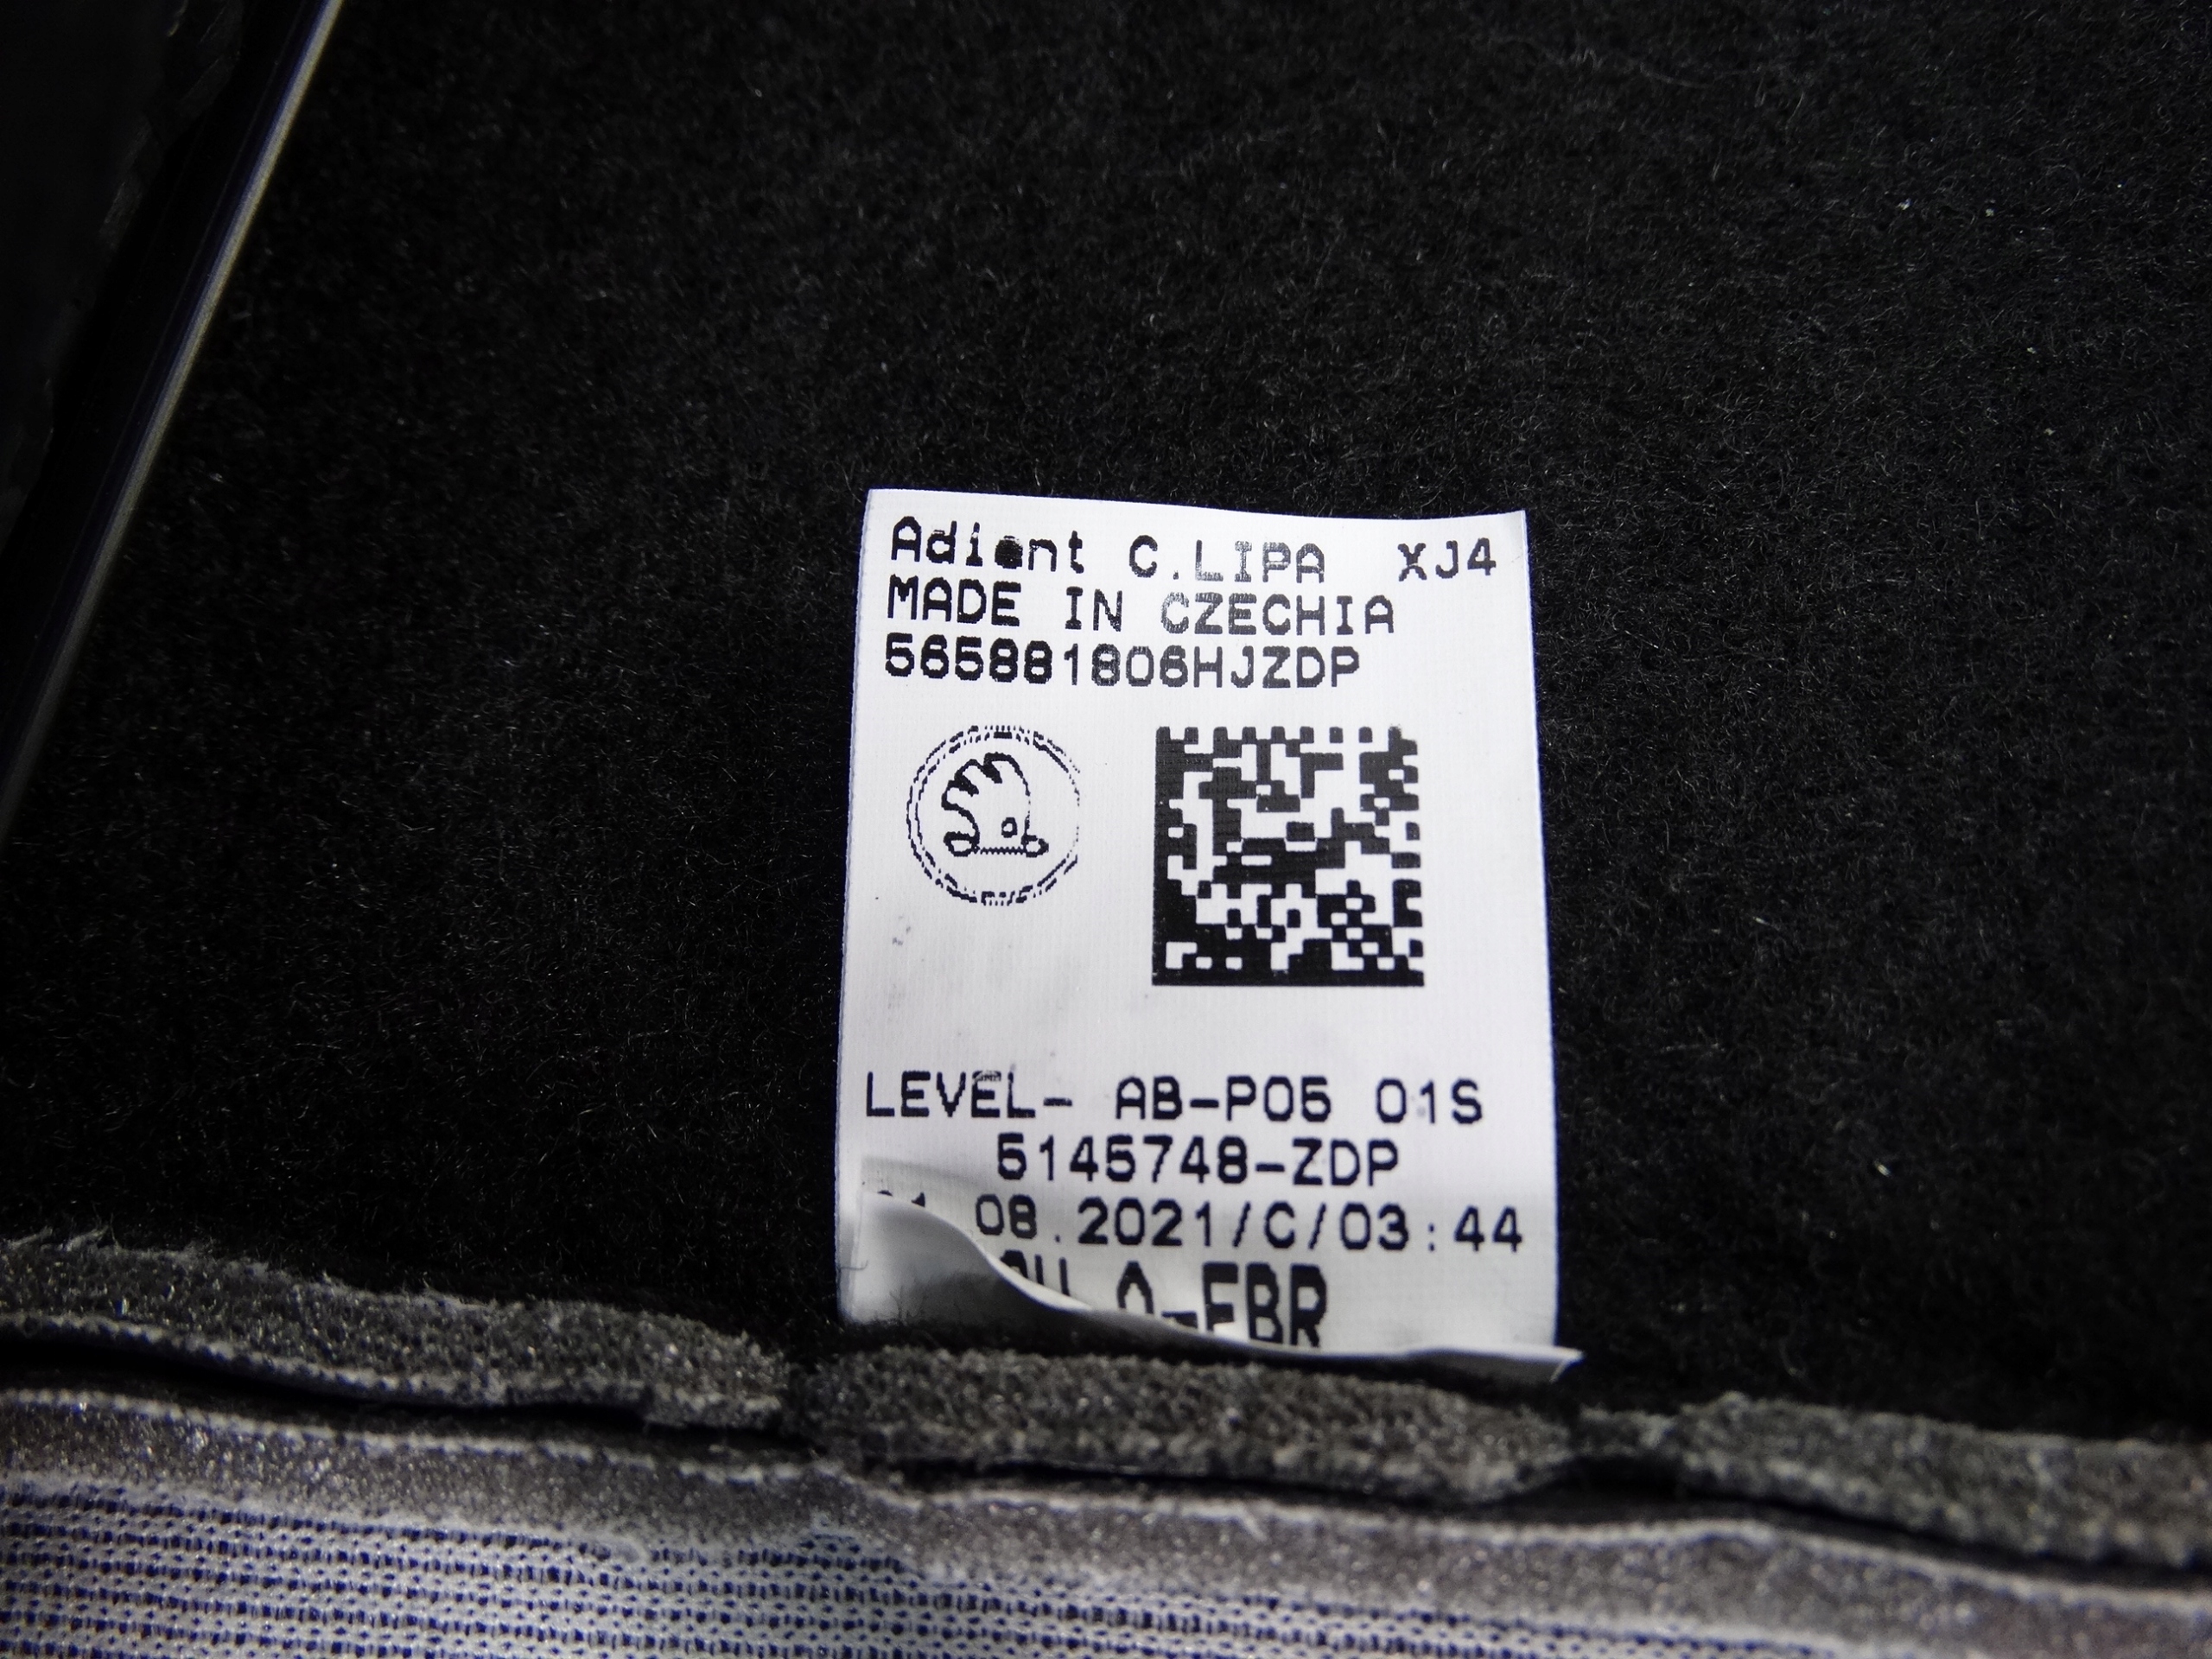 Adient C.LIPA XJ4
MADE IN CZECHIA
565881806HJZDP
LEVEL- AB-P05 01S
5145748-ZDP
08.2021/C/03:44